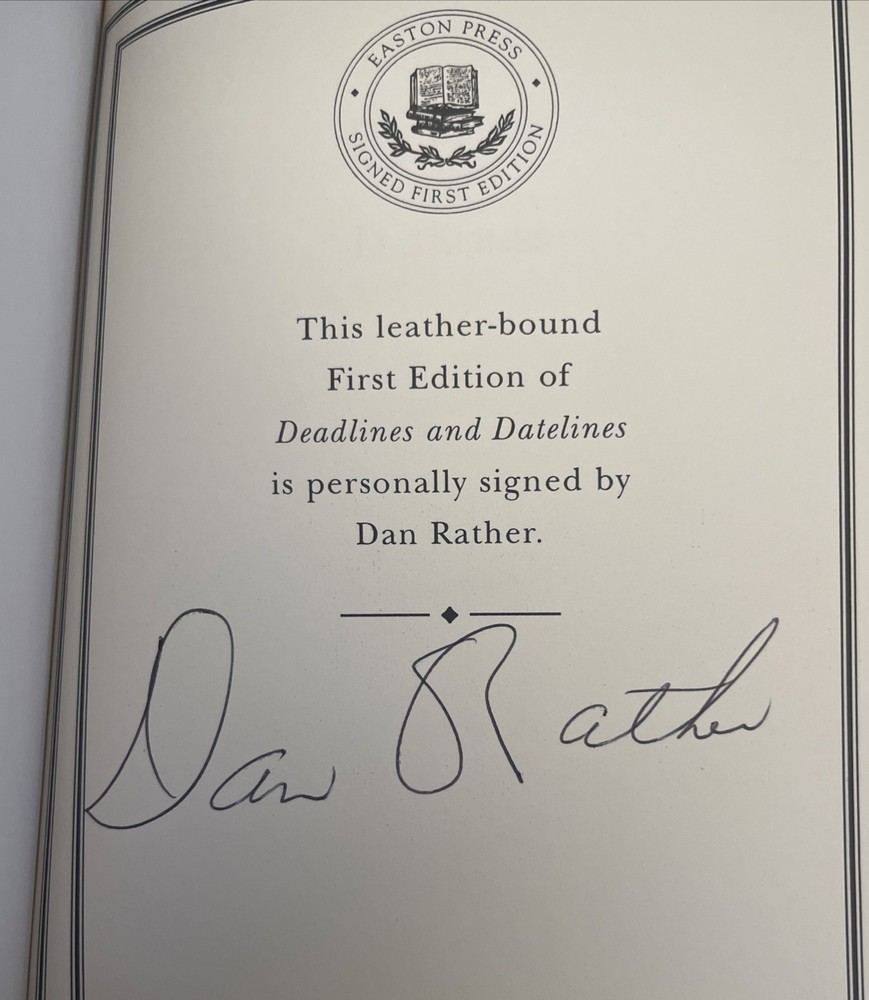 EASTON PRESS
SIGNED FIRST EDITION
This leather-bound
First Edition of
Deadlines and Datelines
is personally signed by
Dan Rather.
Dan Rather